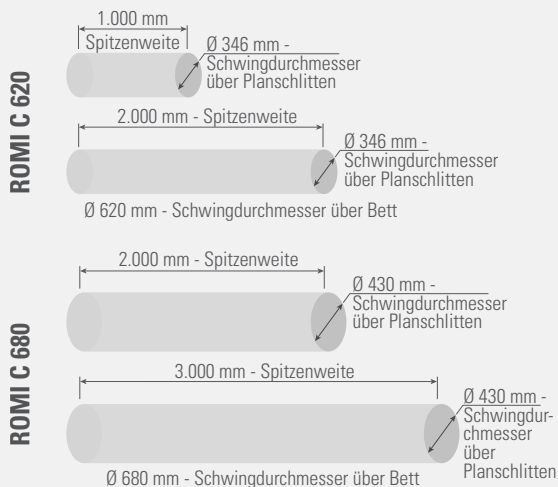 ROMI C 620
1.000 mm
Spitzenweite
Ø 346 mm -
Schwingdurchmesser
über Planschlitten
2.000 mm - Spitzenweite
Ø 346 mm -
Schwingdurchmesser
über Planschlitten
Ø 620 mm - Schwingdurchmesser über Bett
ROMI C 680
2.000 mm - Spitzenweite
Ø 430 mm -
Schwingdurchmesser
über Planschlitten
3.000 mm - Spitzenweite
Ø 430 mm -
Schwingdur-
chmesser
über
Planschlitten
Ø 680 mm - Schwingdurchmesser über Bett